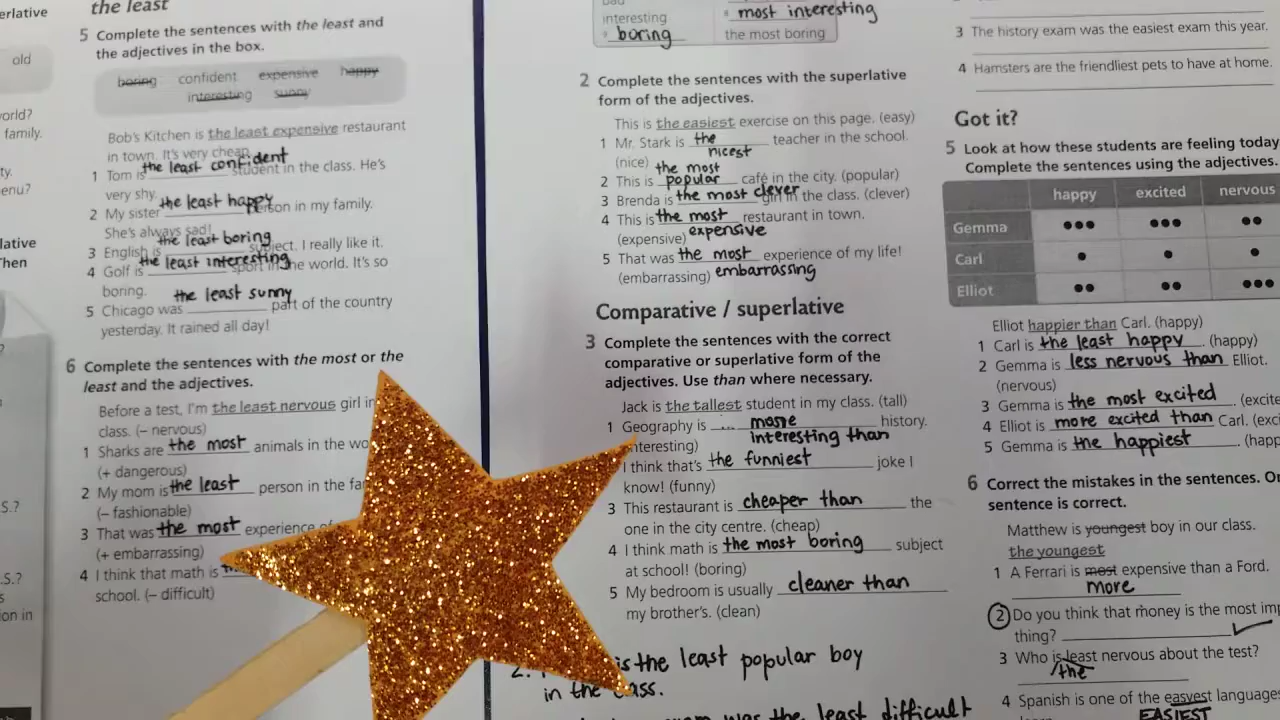 erlative
old
orld?
family.
ty.
enu?
lative
Then
?
S.?
.S.?
s
ion in
the least
5 Complete the sentences with the least and
the adjectives in the box.
boring confident expensive happy
interesting sunny
Bob's Kitchen is the least expensive restaurant
in town. It's very cheap.
1 Tom is the least confident student in the class. He's
very shy.
2 My sister the least happy person in my family.
She's always sad!
3 English is the least boring subject. I really like it.
4 Golf is the least interesting sport in the world. It's so
boring.
5 Chicago was the least sunny part of the country
yesterday. It rained all day!
6 Complete the sentences with the most or the
least and the adjectives.
Before a test, I'm the least nervous girl in
class. (– nervous)
1 Sharks are the most animals in the wo
(+ dangerous)
2 My mom is the least person in the fa
(– fashionable)
3 That was the most experience of
(+ embarrassing)
4 I think that math is
school. (– difficult)
bad
interesting most interesting
boring the most boring
2 Complete the sentences with the superlative
form of the adjectives.
This is the easiest exercise on this page. (easy)
1 Mr. Stark is the nicest teacher in the school.
(nice)
2 This is the most popular café in the city. (popular)
3 Brenda is the most clever girl in the class. (clever)
4 This is the most restaurant in town.
(expensive) expensive
5 That was the most experience of my life!
(embarrassing) embarrassing
Comparative / superlative
3 Complete the sentences with the correct
comparative or superlative form of the
adjectives. Use than where necessary.
Jack is the tallest student in my class. (tall)
1 Geography is more history.
interesting) interesting than
I think that's the funniest joke I
know! (funny)
3 This restaurant is cheaper than the
one in the city centre. (cheap)
4 I think math is the most boring subject
at school! (boring)
5 My bedroom is usually cleaner than
my brother's. (clean)
2. is the least popular boy
in the class.
was the least difficult
3 The history exam was the easiest exam this year.
4 Hamsters are the friendliest pets to have at home.
Got it?
5 Look at how these students are feeling today
Complete the sentences using the adjectives.
happy excited nervous
Gemma ●●● ●●● ●●
Carl ● ● ●
Elliot ●● ●● ●●●
Elliot happier than Carl. (happy)
1 Carl is the least happy. (happy)
2 Gemma is less nervous than Elliot.
(nervous)
3 Gemma is the most excited. (excite
4 Elliot is more excited than Carl. (exc
5 Gemma is the happiest. (happ
6 Correct the mistakes in the sentences. On
sentence is correct.
Matthew is youngest boy in our class.
the youngest
1 A Ferrari is most expensive than a Ford.
more
2 Do you think that money is the most imp
thing? ✓
3 Who is least nervous about the test?
/the
4 Spanish is one of the easyest languages
EASIEST